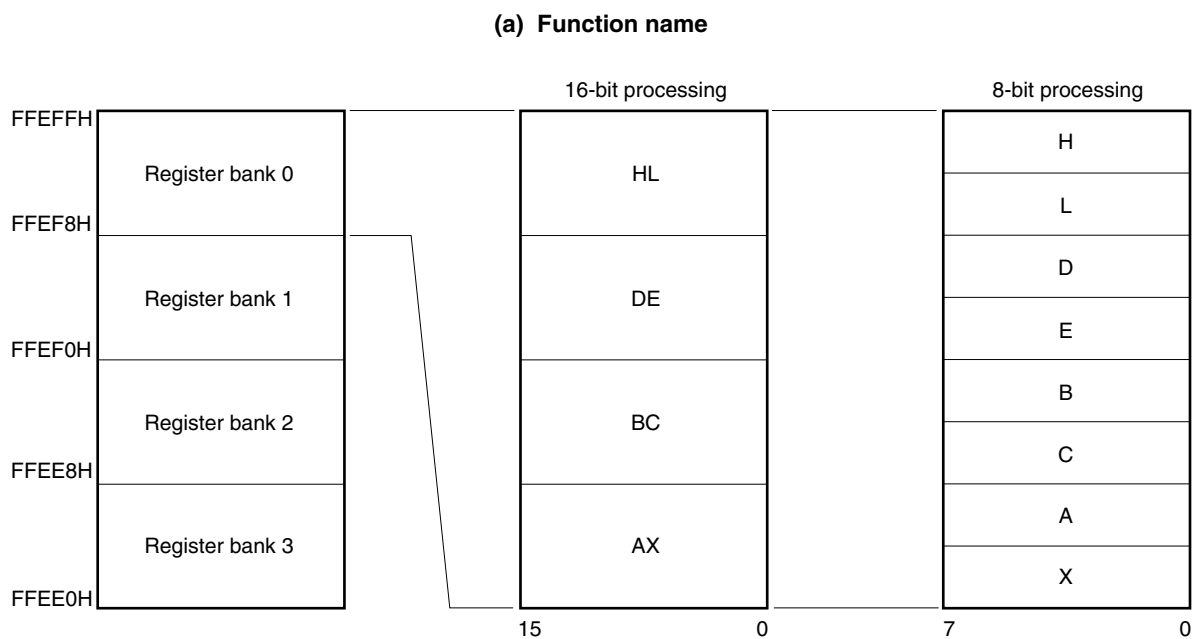 (a) Function name
16-bit processing
8-bit processing
FFEFFH
Register bank 0
HL
H
L
FFEF8H
Register bank 1
DE
D
E
FFEF0H
Register bank 2
BC
B
C
FFEE8H
Register bank 3
AX
A
X
FFEE0H
15
0
7
0